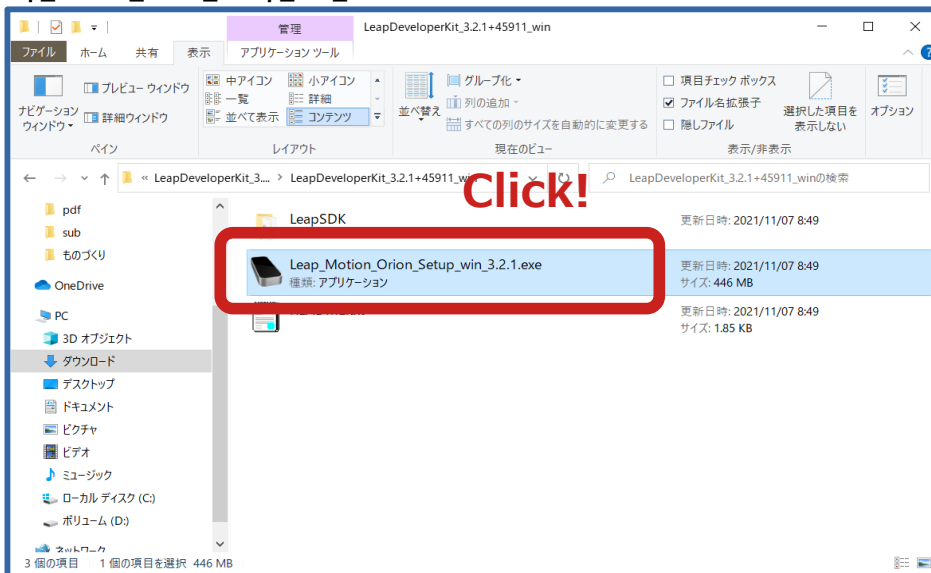 管理
LeapDeveloperKit_3.2.1+45911_win
ファイル ホーム 共有 表示 アプリケーション ツール
プレビュー ウィンドウ
詳細ウィンドウ
ナビゲーション
ウィンドウ
ペイン
中アイコン 小アイコン
一覧 詳細
並べて表示 コンテンツ
レイアウト
並べ替え
グループ化
列の追加
すべての列のサイズを自動的に変更する
現在のビュー
項目チェック ボックス
ファイル名拡張子
隠しファイル
選択した項目を
表示しない
オプション
表示/非表示
« LeapDeveloperKit_3.... > LeapDeveloperKit_3.2.1+45911_win
LeapDeveloperKit_3.2.1+45911_winの検索
Click!
pdf
sub
ものづくり
OneDrive
PC
3D オブジェクト
ダウンロード
デスクトップ
ドキュメント
ピクチャ
ビデオ
ミュージック
ローカル ディスク (C:)
ボリューム (D:)
ネットワーク
LeapSDK
更新日時: 2021/11/07 8:49
Leap_Motion_Orion_Setup_win_3.2.1.exe
種類: アプリケーション
更新日時: 2021/11/07 8:49
サイズ: 446 MB
更新日時: 2021/11/07 8:49
サイズ: 1.85 KB
3 個の項目 1 個の項目を選択 446 MB